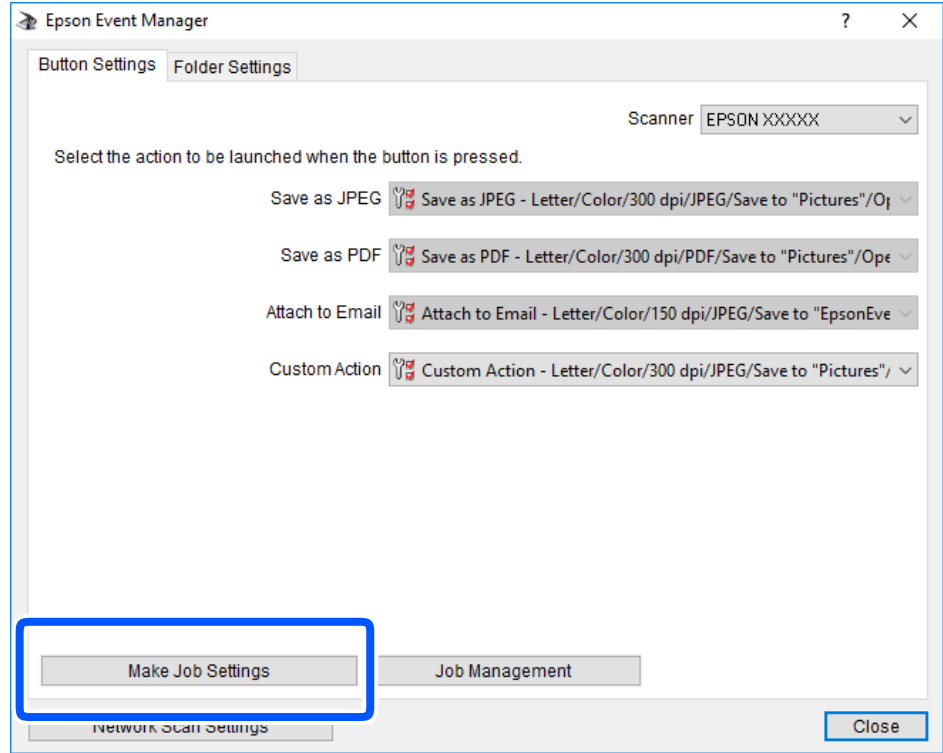 Epson Event Manager
Button Settings Folder Settings
Scanner EPSON XXXXX
Select the action to be launched when the button is pressed.
Save as JPEG Save as JPEG - Letter/Color/300 dpi/JPEG/Save to "Pictures"/Op
Save as PDF Save as PDF - Letter/Color/300 dpi/PDF/Save to "Pictures"/Ope
Attach to Email Attach to Email - Letter/Color/150 dpi/JPEG/Save to "EpsonEve
Custom Action Custom Action - Letter/Color/300 dpi/JPEG/Save to "Pictures"/
Make Job Settings Job Management
Network Scan Settings Close